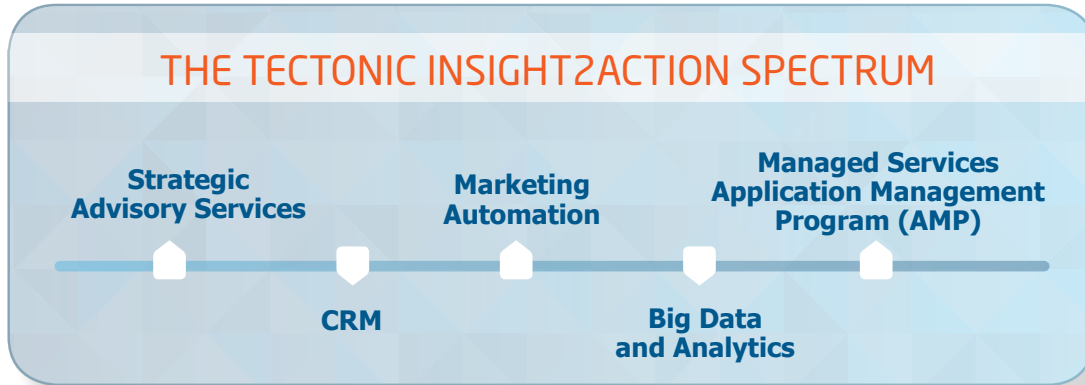 THE TECTONIC INSIGHT2ACTION SPECTRUM
Strategic
Advisory Services
CRM
Marketing
Automation
Big Data
and Analytics
Managed Services
Application Management
Program (AMP)